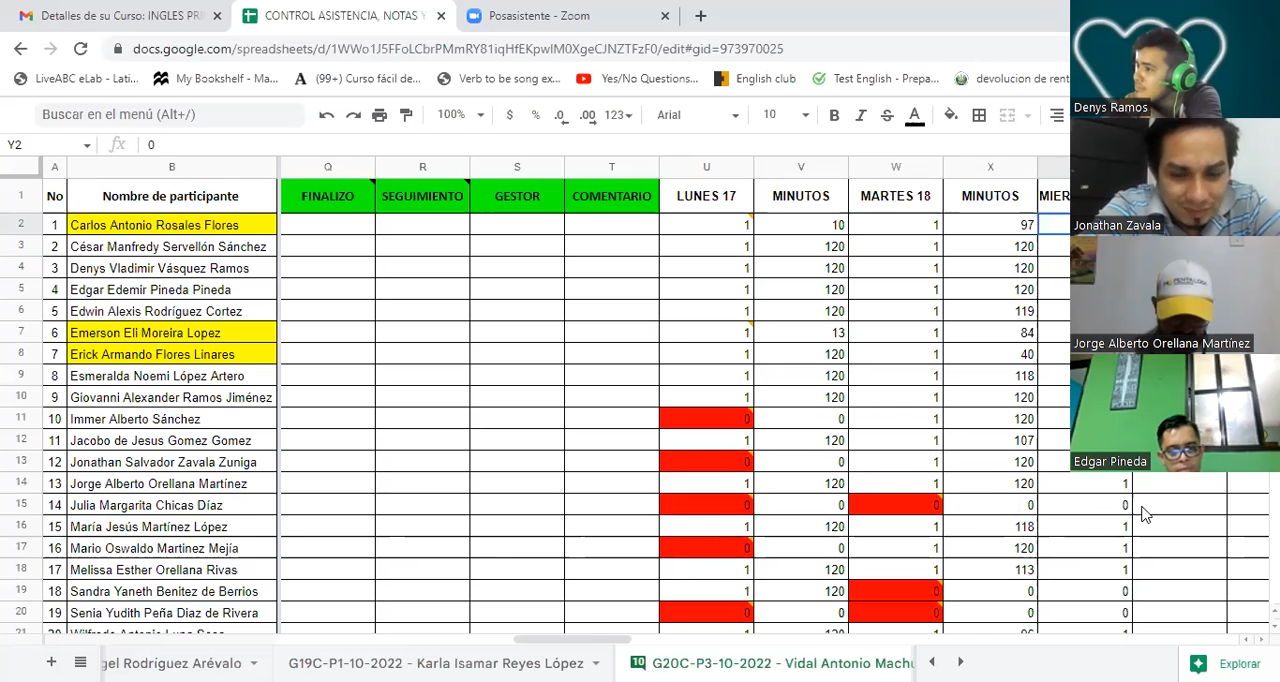 Detalles de su Curso: INGLES PRI
CONTROL ASISTENCIA, NOTAS Y
Posasistente - Zoom
docs.google.com/spreadsheets/d/1WWo1J5FFoLCbrPMmRY81iqHfEKpwlM0XgeCJNZTFzF0/edit#gid=973970025
LiveABC eLab - Lati...
My Bookshelf - Ma...
(99+) Curso fácil de...
Verb to be song ex...
Yes/No Questions...
English club
Test English - Prepa...
devolucion de rent
Buscar en el menú (Alt+/)
100%
$ % .0 .00 123
Arial
10
B I S A
Y2
fx 0
A B Q R S T U V W X
1 No Nombre de participante FINALIZO SEGUIMIENTO GESTOR COMENTARIO LUNES 17 MINUTOS MARTES 18 MINUTOS MIER
2 1 Carlos Antonio Rosales Flores 1 10 1 97
3 2 César Manfredy Servellón Sánchez 1 120 1 120
4 3 Denys Vladimir Vásquez Ramos 1 120 1 120
5 4 Edgar Edemir Pineda Pineda 1 120 1 120
6 5 Edwin Alexis Rodríguez Cortez 1 120 1 119
7 6 Emerson Eli Moreira Lopez 1 13 1 84
8 7 Erick Armando Flores Linares 1 120 1 40
9 8 Esmeralda Noemi López Artero 1 120 1 118
10 9 Giovanni Alexander Ramos Jiménez 1 120 1 120
11 10 Immer Alberto Sánchez 0 0 1 120
12 11 Jacobo de Jesus Gomez Gomez 1 120 1 107
13 12 Jonathan Salvador Zavala Zuniga 0 0 1 120
14 13 Jorge Alberto Orellana Martínez 1 120 1 120 1
15 14 Julia Margarita Chicas Díaz 0 0 0 0 0
16 15 María Jesús Martínez López 1 120 1 118 1
17 16 Mario Oswaldo Martinez Mejía 0 0 1 120 1
18 17 Melissa Esther Orellana Rivas 1 120 1 113 1
19 18 Sandra Yaneth Benitez de Berrios 1 120 0 0 0
20 19 Senia Yudith Peña Diaz de Rivera 0 0 0 0 0
Denys Ramos
Jonathan Zavala
Jorge Alberto Orellana Martínez
Edgar Pineda
gel Rodríguez Arévalo
G19C-P1-10-2022 - Karla Isamar Reyes López
10 G20C-P3-10-2022 - Vidal Antonio Machu
Explorar